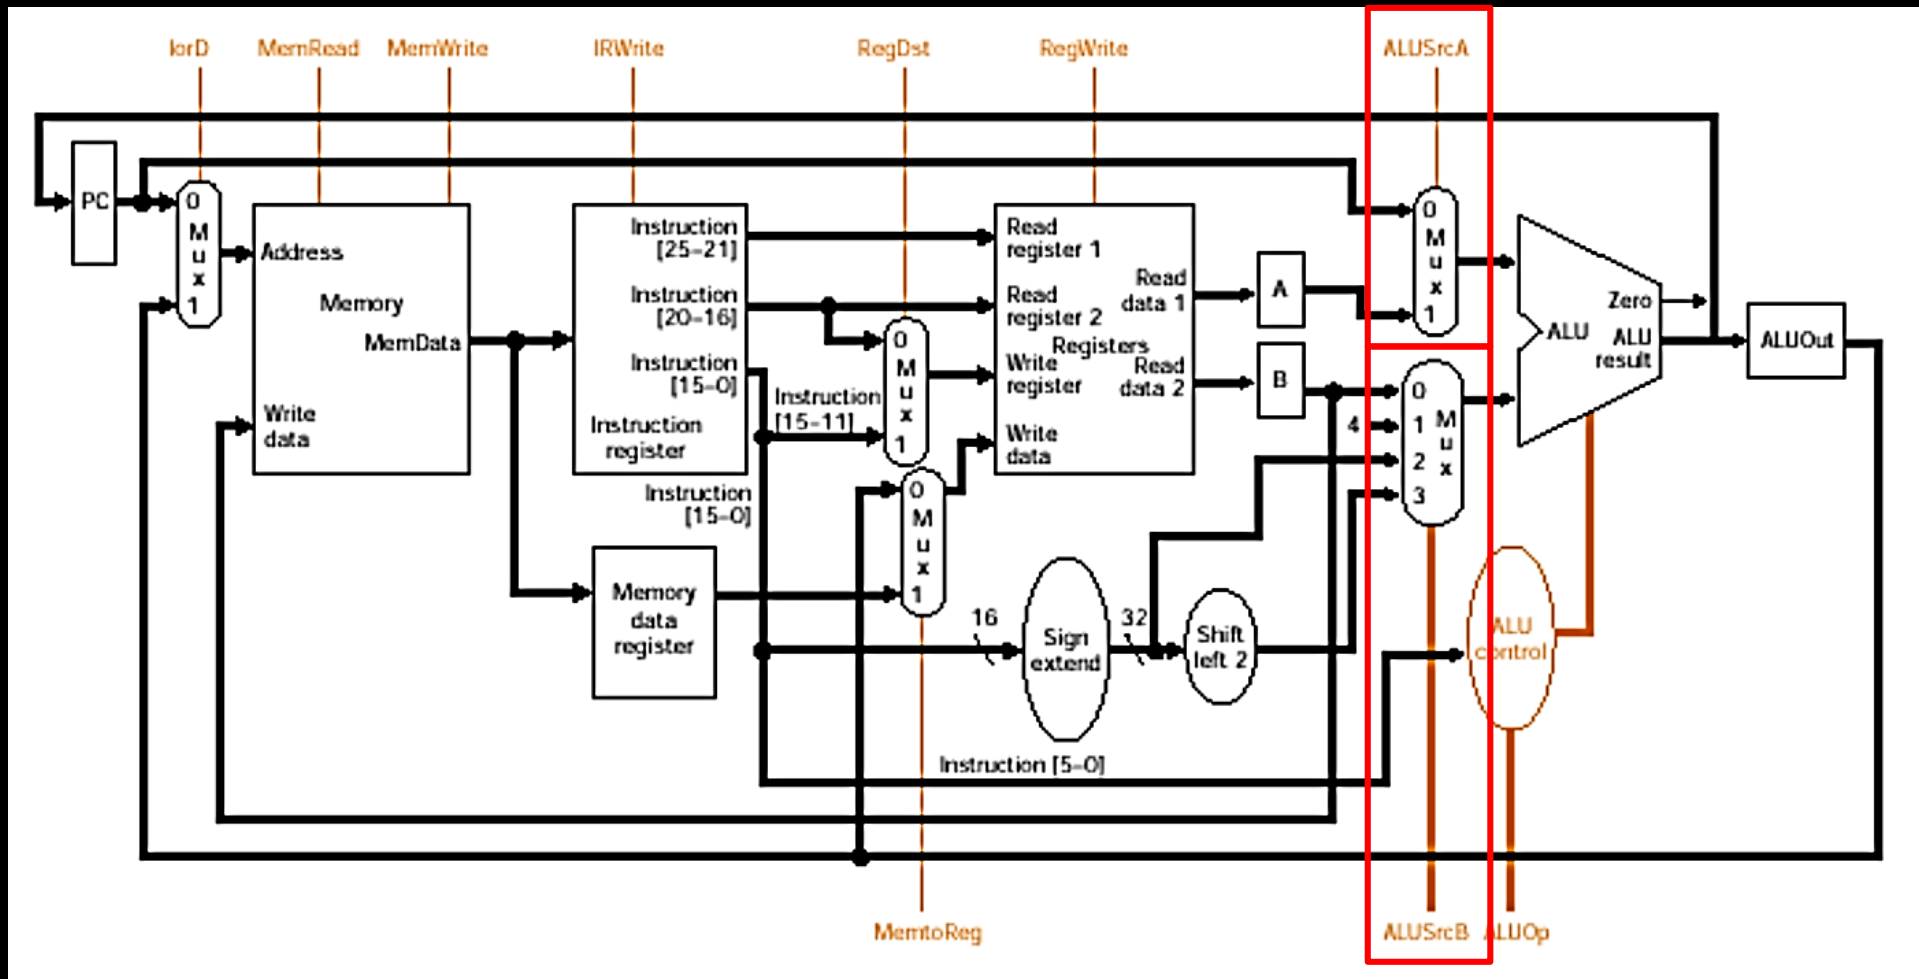 IorD
MemRead
MemWrite
IRWrite
RegDst
RegWrite
ALUSrcA
PC
0
M
u
x
1
Address
Memory
MemData
Write
data
Instruction
[25-21]
Instruction
[20-16]
Instruction
[15-0]
Instruction
register
Instruction
[15-0]
Memory
data
register
Instruction
[15-11]
0
M
u
x
1
0
M
u
x
1
Read
register 1
Read
register 2
Registers
Write
register
Write
data
Read
data 1
Read
data 2
16
Sign
extend
32
Shift
left 2
Instruction [5-0]
A
B
4
0
M
u
x
1
0
1
2
3
M
u
x
Zero
ALU
ALU
result
ALUOut
ALU
control
MemtoReg
ALUSrcB
ALUOp